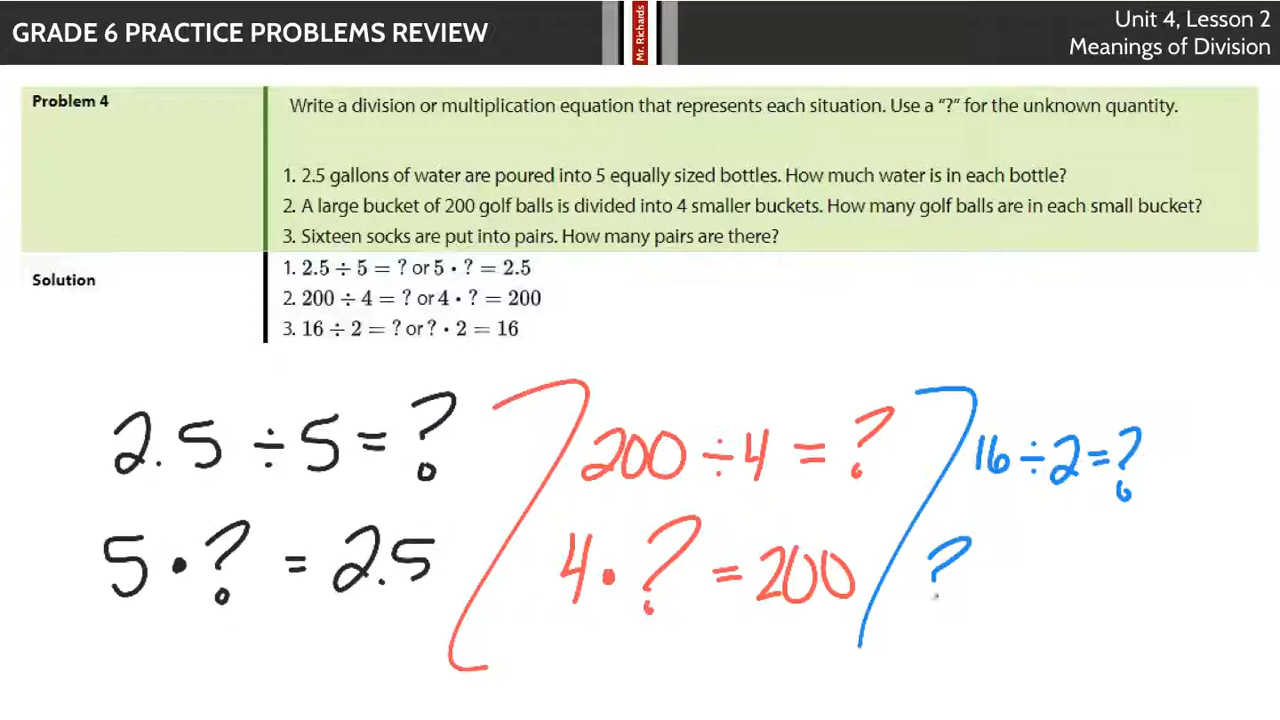 GRADE 6 PRACTICE PROBLEMS REVIEW
Mr. Richards
Unit 4, Lesson 2
Meanings of Division
Problem 4
Write a division or multiplication equation that represents each situation. Use a “?” for the unknown quantity.
1. 2.5 gallons of water are poured into 5 equally sized bottles. How much water is in each bottle?
2. A large bucket of 200 golf balls is divided into 4 smaller buckets. How many golf balls are in each small bucket?
3. Sixteen socks are put into pairs. How many pairs are there?
Solution
1. 2.5 ÷ 5 = ? or 5 · ? = 2.5
2. 200 ÷ 4 = ? or 4 · ? = 200
3. 16 ÷ 2 = ? or ? · 2 = 16
2.5 ÷ 5 = ?
5 · ? = 2.5
200 ÷ 4 = ?
4 · ? = 200
16 ÷ 2 = ?
?